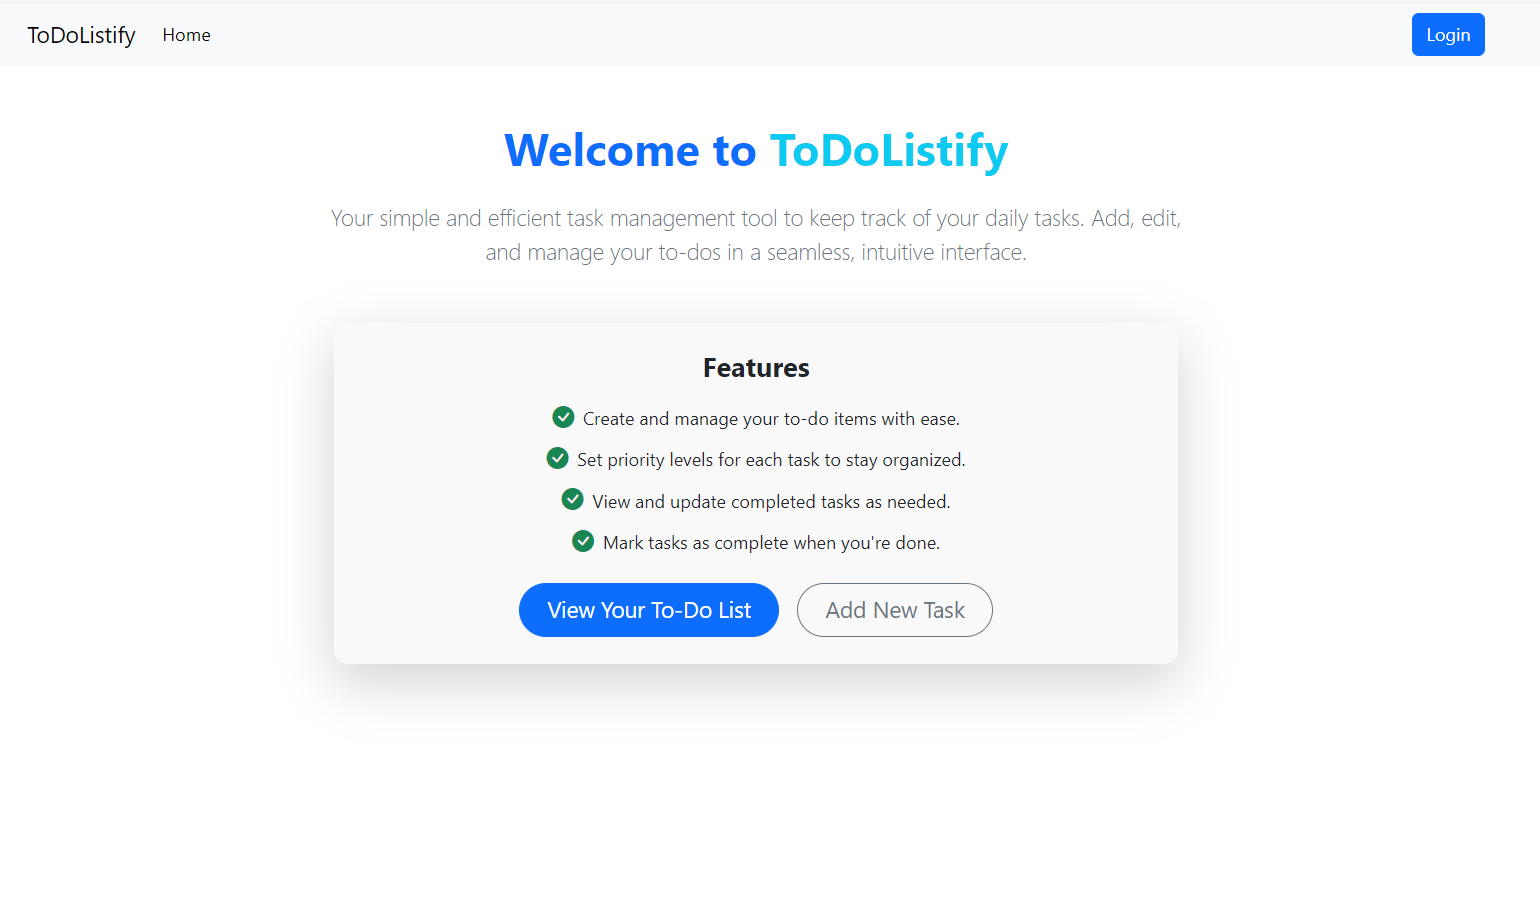 ToDoListify Home Login
Welcome to ToDoListify
Your simple and efficient task management tool to keep track of your daily tasks. Add, edit,
and manage your to-dos in a seamless, intuitive interface.
Features
Create and manage your to-do items with ease.
Set priority levels for each task to stay organized.
View and update completed tasks as needed.
Mark tasks as complete when you're done.
View Your To-Do List Add New Task